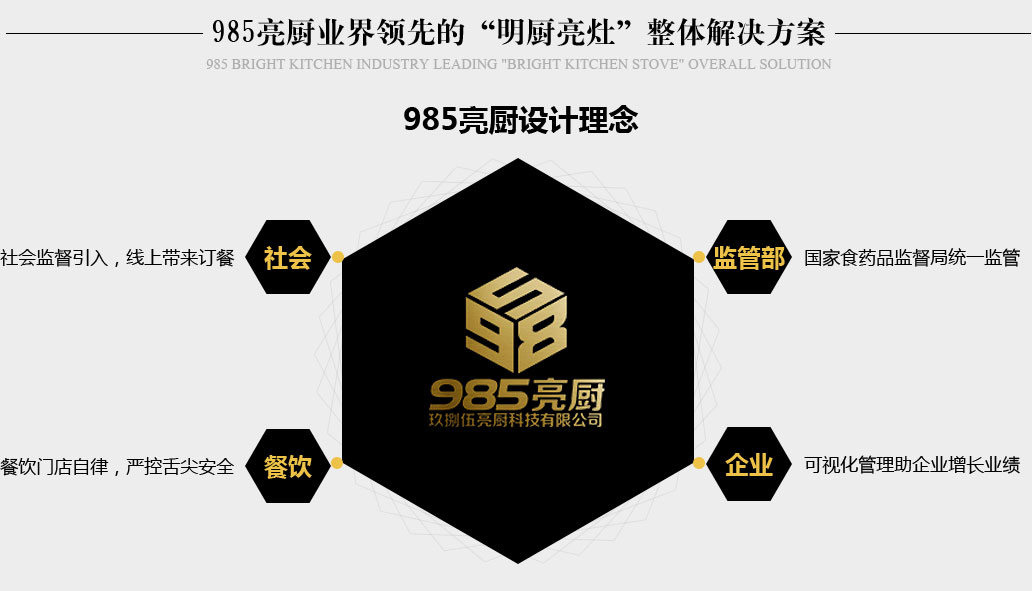 985亮厨业界领先的“明厨亮灶”整体解决方案
985 BRIGHT KITCHEN INDUSTRY LEADING "BRIGHT KITCHEN STOVE" OVERALL SOLUTION
985亮厨设计理念
社会监督引入，线上带来订餐
社会
监管部
国家食药品监督局统一监管
985
985亮厨
玖捌伍亮厨科技有限公司
餐饮门店自律，严控舌尖安全
餐饮
企业
可视化管理助企业增长业绩